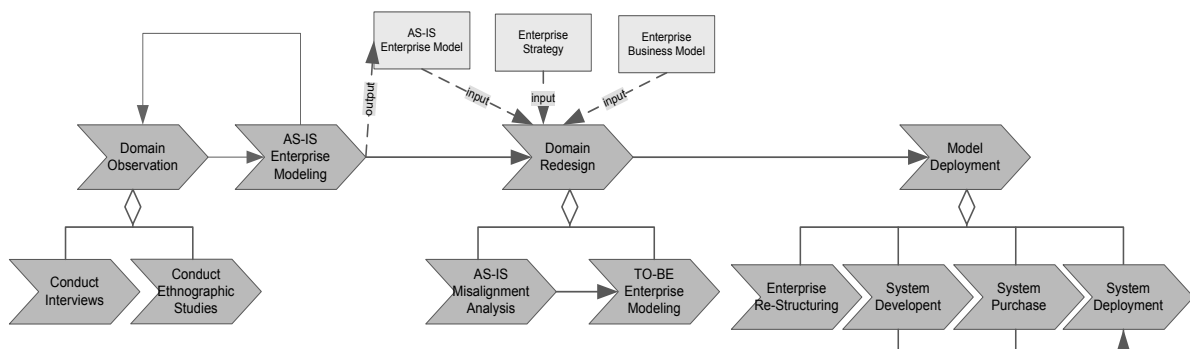 AS-IS
Enterprise Model
Enterprise
Strategy
Enterprise
Business Model
output
input
input
input
Domain
Observation
AS-IS
Enterprise
Modeling
Domain
Redesign
Model
Deployment
Conduct
Interviews
Conduct
Ethnographic
Studies
AS-IS
Misalignment
Analysis
TO-BE
Enterprise
Modeling
Enterprise
Re-Structuring
System
Developent
System
Purchase
System
Deployment